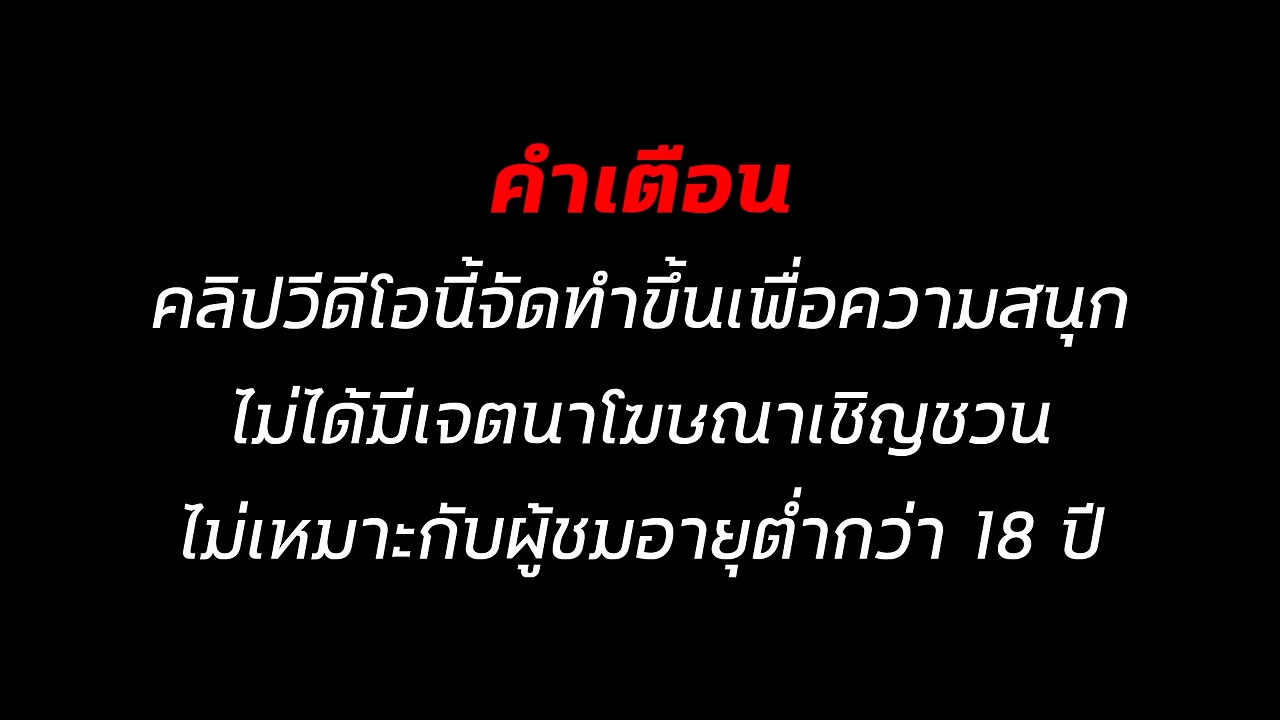 คำเตือน
คลิปวีดีโอนี้จัดทำขึ้นเพื่อความสนุก
ไม่ได้มีเจตนาโฆษณาเชิญชวน
ไม่เหมาะกับผู้ชมอายุต่ำกว่า 18 ปี